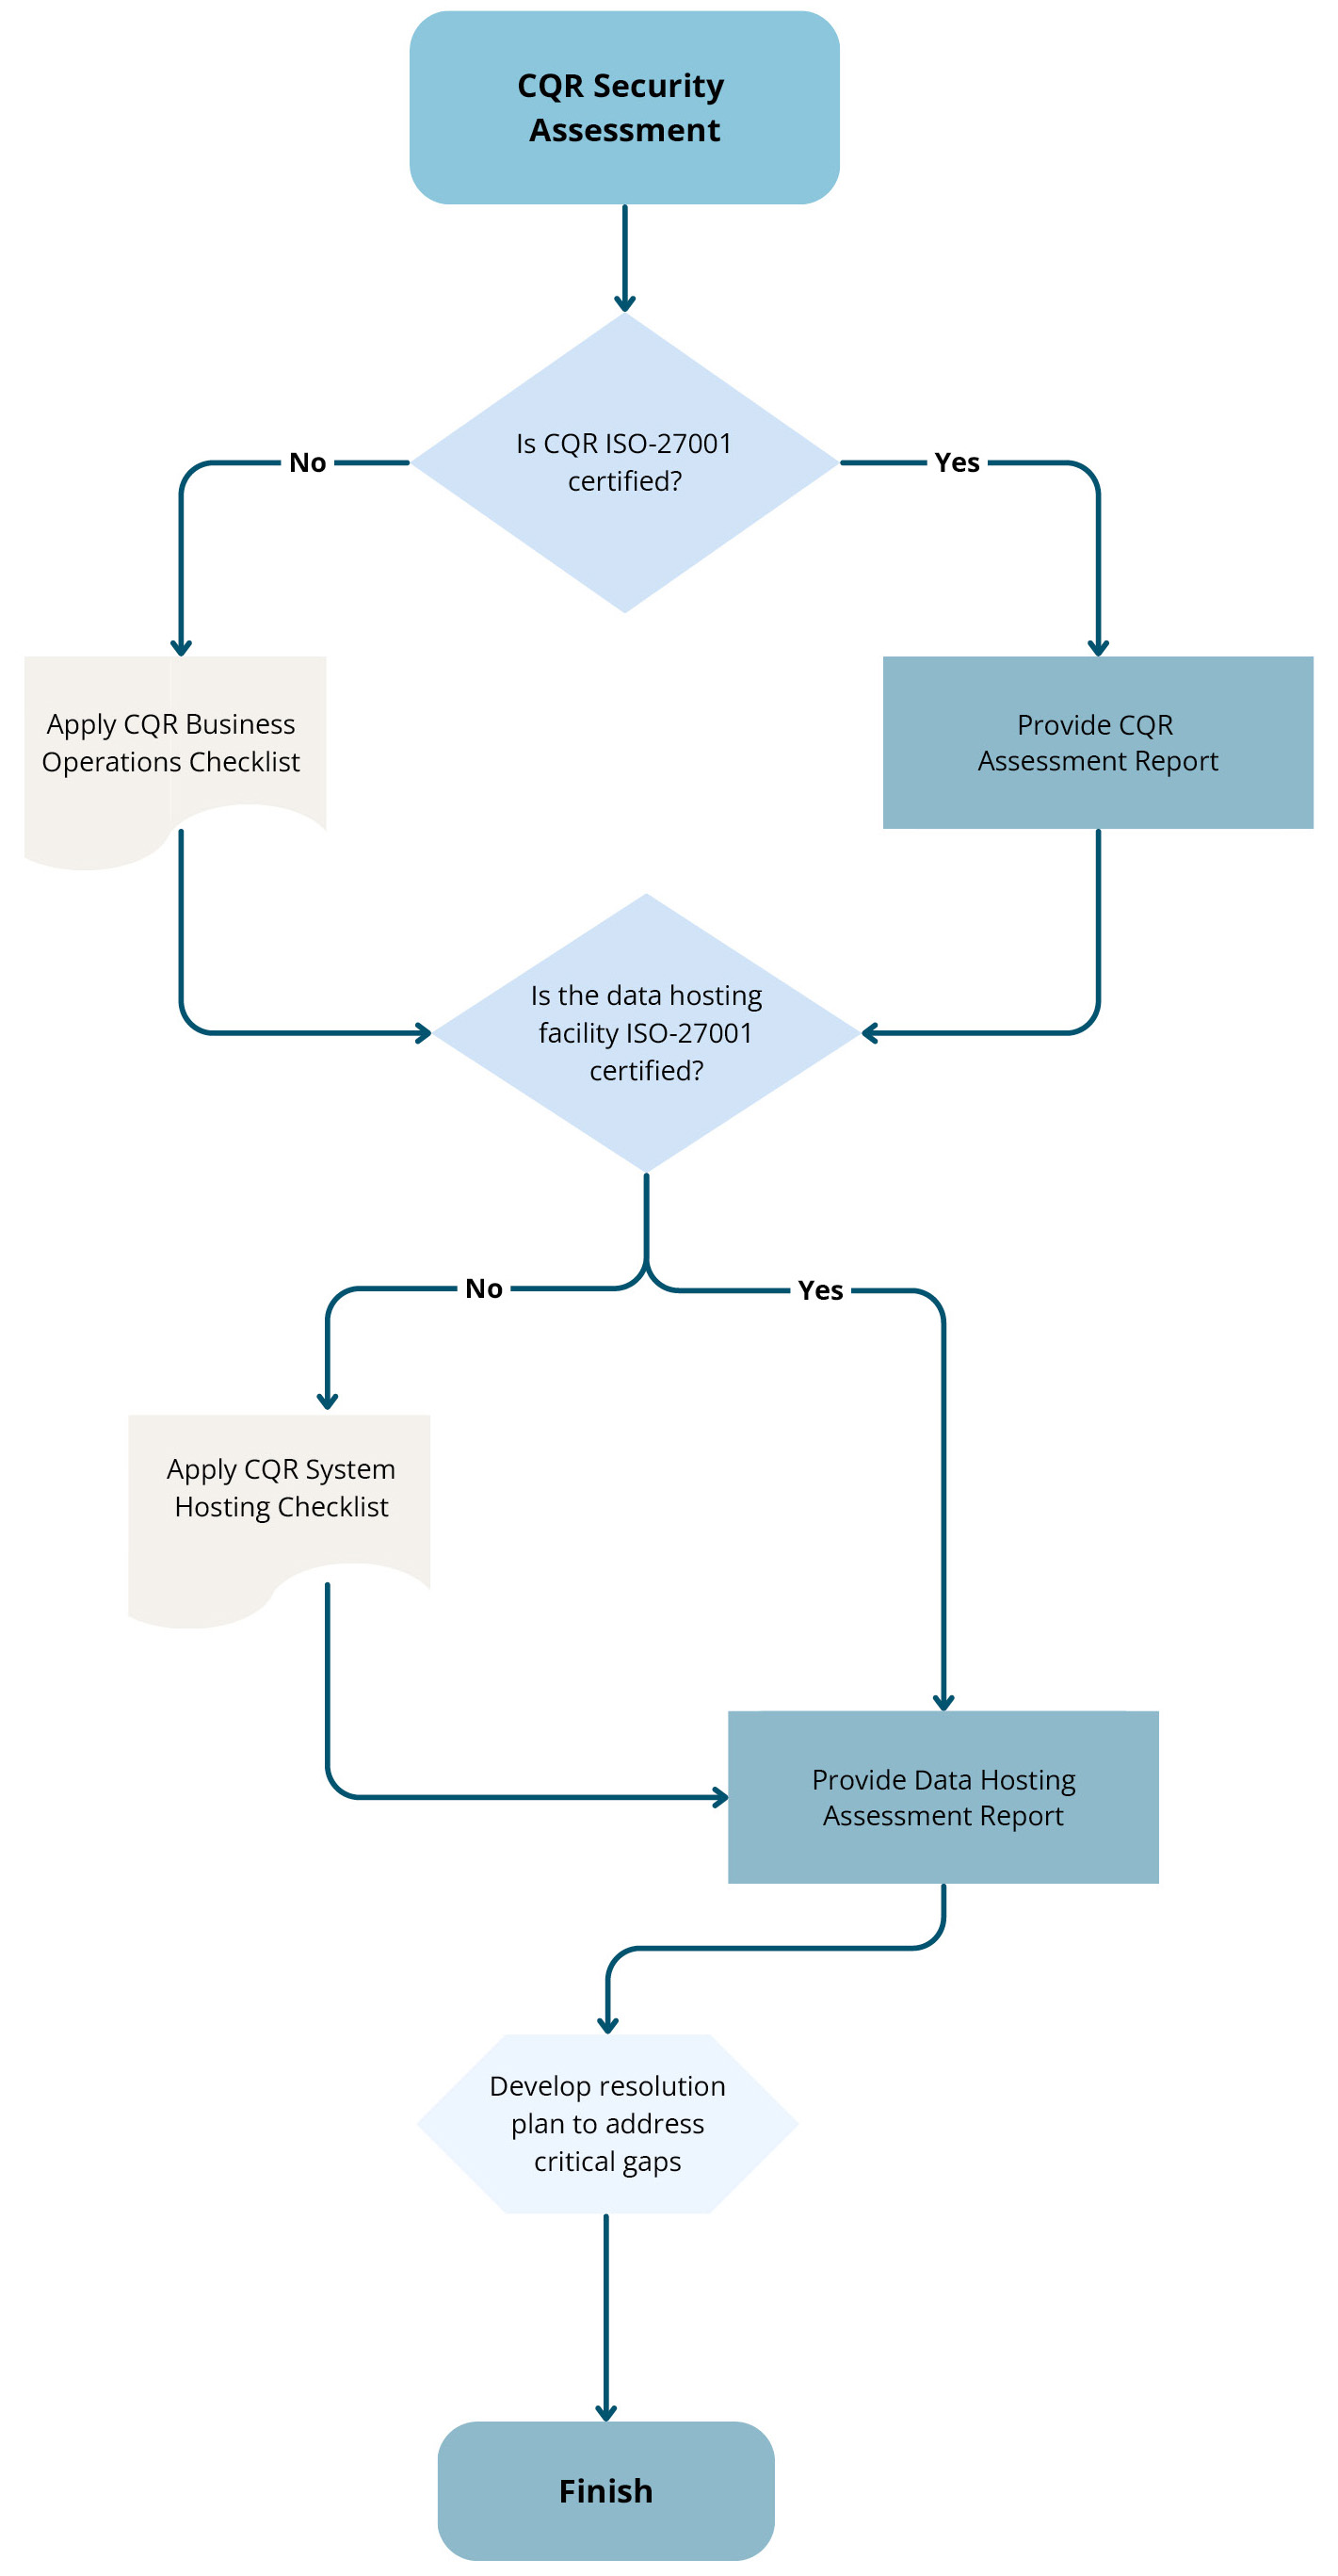 CQR Security
Assessment
Is CQR ISO-27001
certified?
No
Yes
Apply CQR Business
Operations Checklist
Provide CQR
Assessment Report
Is the data hosting
facility ISO-27001
certified?
No
Yes
Apply CQR System
Hosting Checklist
Provide Data Hosting
Assessment Report
Develop resolution
plan to address
critical gaps
Finish